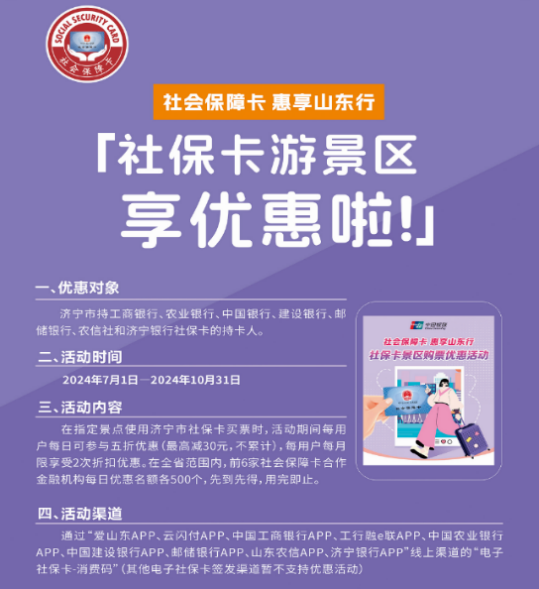 SOCIAL SECURITY CARD
社会保障卡
社会保障卡 惠享山东行
「社保卡游景区
享优惠啦!」
一、优惠对象
济宁市持工商银行、农业银行、中国银行、建设银行、邮
储银行、农信社和济宁银行社保卡的持卡人。
二、活动时间
2024年7月1日—2024年10月31日
三、活动内容
在指定景点使用济宁市社保卡买票时,活动期间每用
户每日可参与五折优惠(最高减30元,不累计),每用户每月
限享受2次折扣优惠。在全省范围内,前6家社会保障卡合作
金融机构每日优惠名额各500个,先到先得,用完即止。
中国银联
社会保障卡 惠享山东行
社保卡景区购票优惠活动
四、活动渠道
通过“爱山东APP、云闪付APP、中国工商银行APP、工行融e联APP、中国农业银行
APP、中国建设银行APP、邮储银行APP、山东农信APP、济宁银行APP”线上渠道的“电子
社保卡-消费码”(其他电子社保卡签发渠道暂不支持优惠活动)